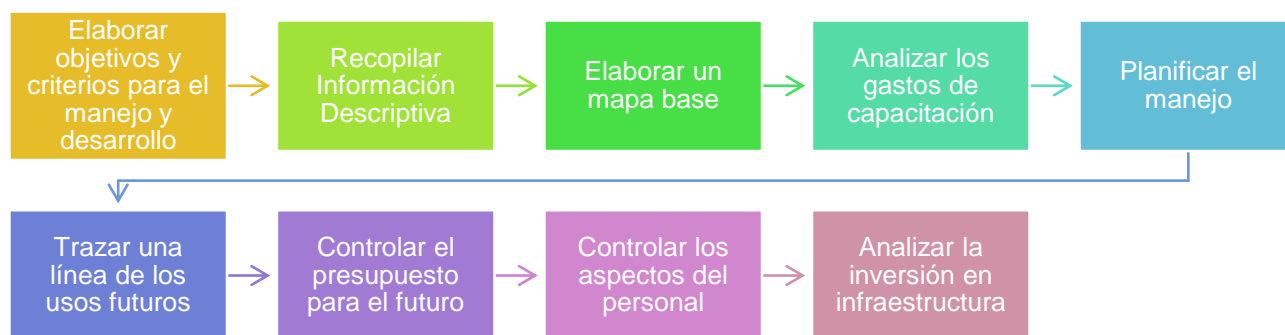 Elaborar
objetivos y
criterios para el
manejo y
desarrollo
Recopilar
Información
Descriptiva
Elaborar un
mapa base
Analizar los
gastos de
capacitación
Planificar el
manejo
Trazar una
línea de los
usos futuros
Controlar el
presupuesto
para el futuro
Controlar los
aspectos del
personal
Analizar la
inversión en
infraestructura